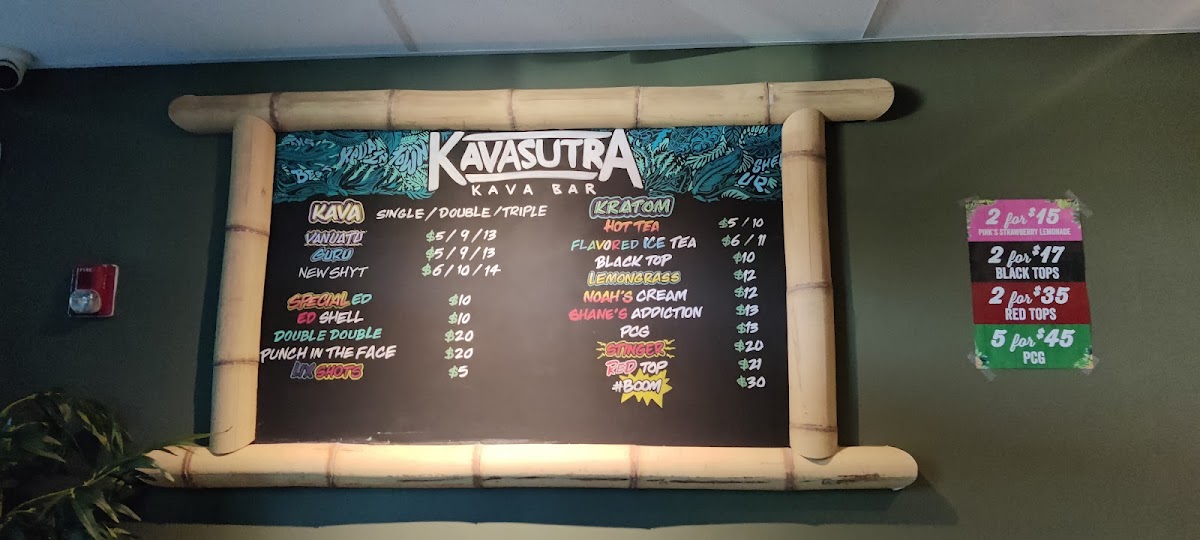 KAVASUTRA
KAVA BAR
SHELL UP
KAVA SINGLE / DOUBLE / TRIPLE
VANUATU $5 / 9 / 13
GURU $5 / 9 / 13
NEW SHYT $6 / 10 / 14
SPECIAL ED $10
ED SHELL $10
DOUBLE DOUBLE $20
PUNCH IN THE FACE $20
SHOTS $5
KRATOM
HOT TEA $5 / 10
FLAVORED ICE TEA $6 / 11
BLACK TOP $10
LEMONGRASS $12
NOAH'S CREAM $12
SHANE'S ADDICTION $13
PCG $13
STINGER $20
RED TOP $21
#BOOM $30
2 for $15
PUNK'S STRAWBERRY LEMONADE
2 for $17
BLACK TOPS
2 for $35
RED TOPS
5 for $45
PCG